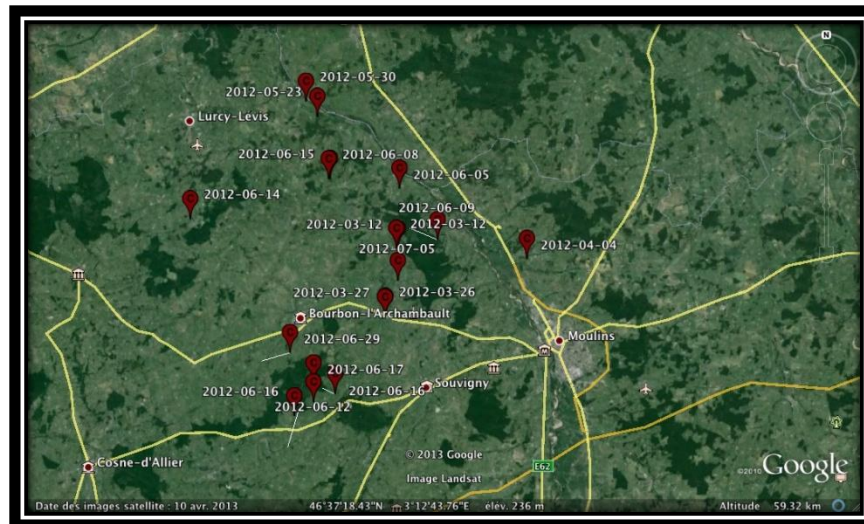 N
2012-05-30
2012-05-23
Lurcy-Lévis
2012-06-15 2012-06-08
2012-06-05
2012-06-14
2012-06-09
2012-03-12 2012-03-12
2012-04-04
2012-07-05
2012-03-27 2012-03-26
Bourbon-l'Archambault
2012-06-29
Moulins
2012-06-17
2012-06-16 2012-06-16
Souvigny
2012-06-12
Cosne-d'Allier
© 2013 Google
Image Landsat
E62
©2010 Google
Date des images satellite : 10 avr. 2013 46°37'18.43"N 3°12'43.76"E élév. 236 m Altitude 59.32 km